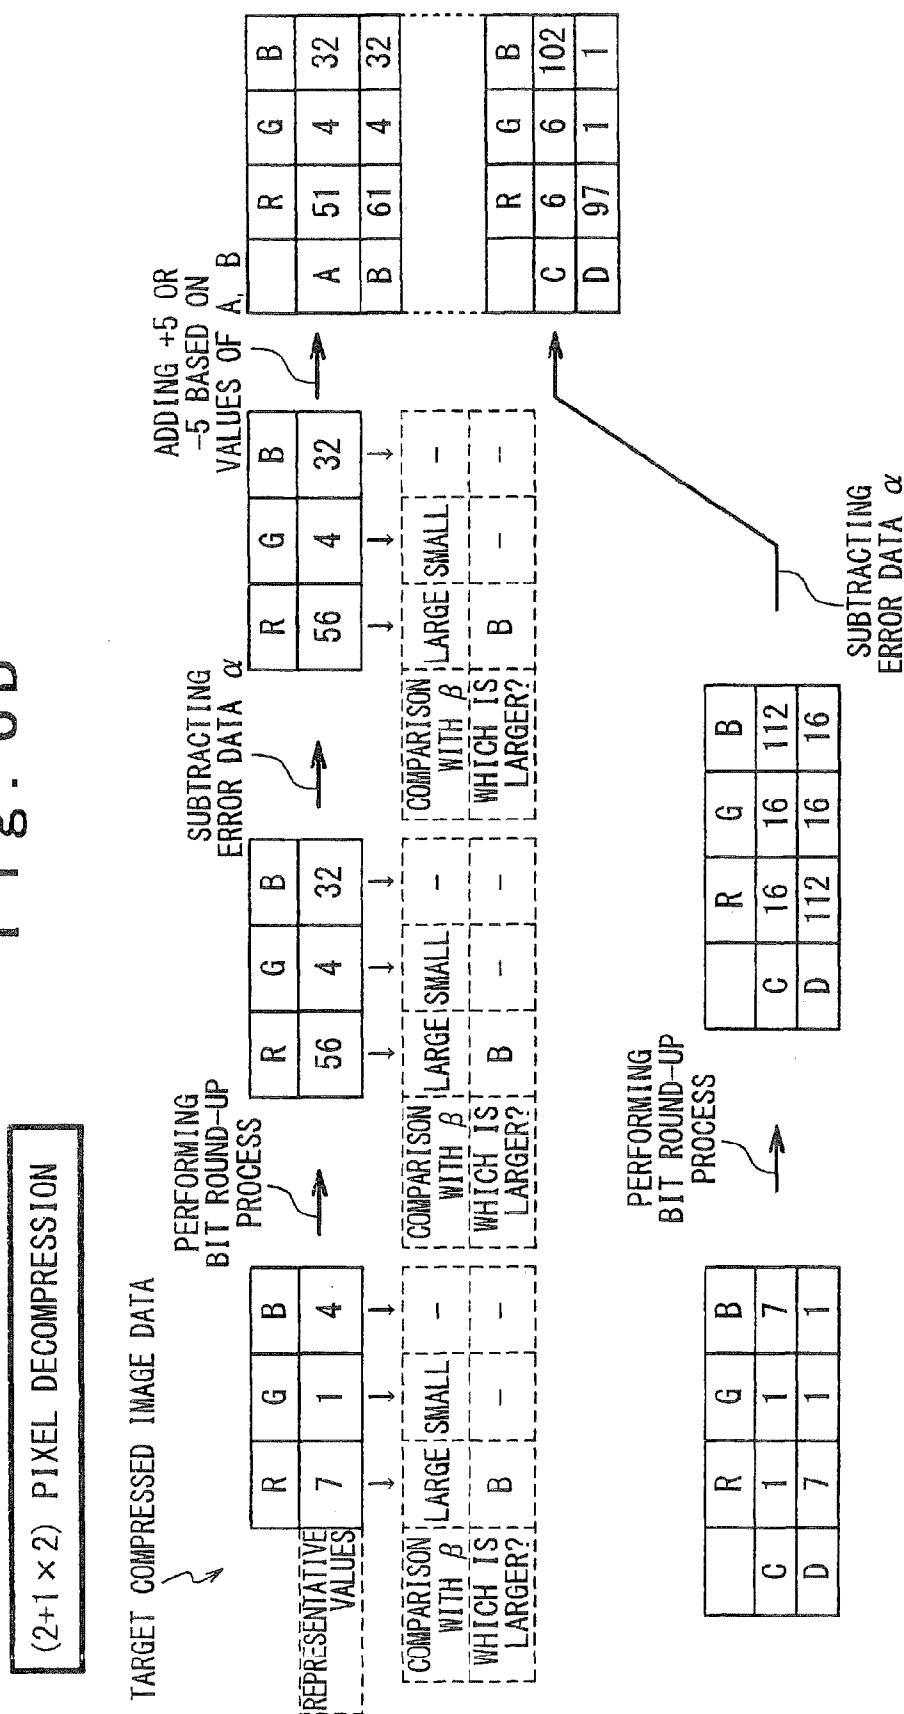 (2+1 × 2) PIXEL DECOMPRESSION
TARGET COMPRESSED IMAGE DATA
R G B
REPRESENTATIVE VALUES 7 1 4
COMPARISON WITH β LARGE SMALL -
WHICH IS LARGER? B - -
PERFORMING
BIT ROUND-UP
PROCESS
R G B
56 4 32
COMPARISON WITH β LARGE SMALL -
WHICH IS LARGER? B - -
SUBTRACTING
ERROR DATA α
R G B
56 4 32
COMPARISON WITH β LARGE SMALL -
WHICH IS LARGER? B - -
ADDING +5 OR
-5 BASED ON
VALUES OF A, B
R G B
A 51 4 32
B 61 4 32
R G B
C 1 1 7
D 7 1 1
PERFORMING
BIT ROUND-UP
PROCESS
R G B
C 16 16 112
D 112 16 16
SUBTRACTING
ERROR DATA α
R G B
C 6 6 102
D 97 1 1